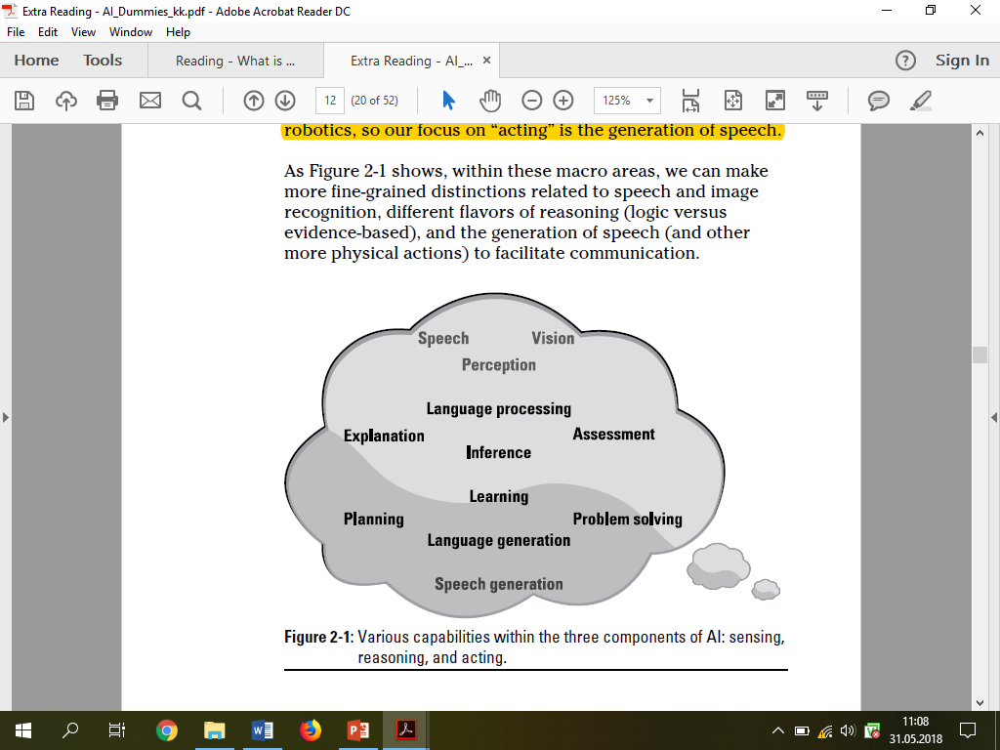 Extra Reading - AI_Dummies_kk.pdf - Adobe Acrobat Reader DC
File Edit View Window Help
Home Tools Reading - What is ... Extra Reading - AI_... × Sign In
12 (20 of 52) 125%
robotics, so our focus on “acting” is the generation of speech.
As Figure 2-1 shows, within these macro areas, we can make
more fine-grained distinctions related to speech and image
recognition, different flavors of reasoning (logic versus
evidence-based), and the generation of speech (and other
more physical actions) to facilitate communication.
Speech Vision
Perception
Language processing
Explanation Assessment
Inference
Learning
Planning Problem solving
Language generation
Speech generation
Figure 2-1: Various capabilities within the three components of AI: sensing,
reasoning, and acting.
11:08
31.05.2018